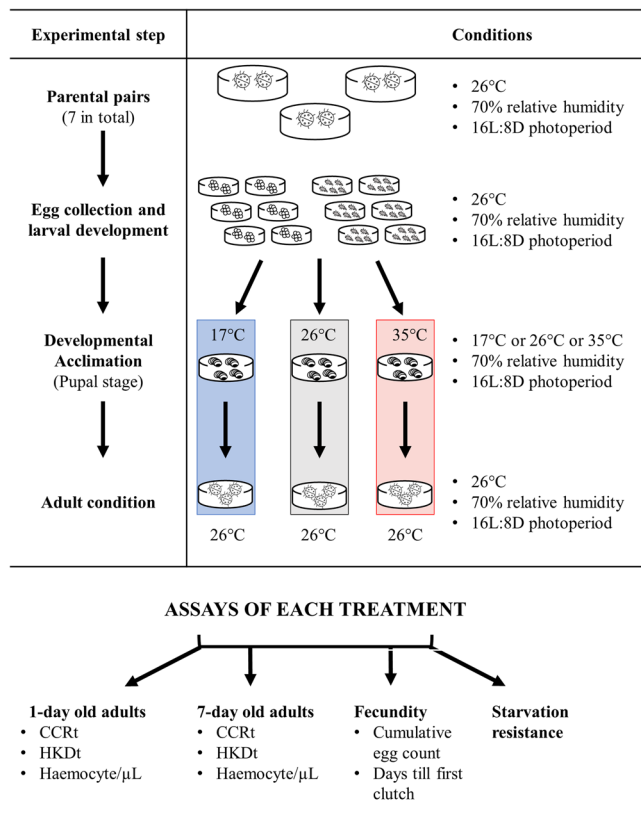 Experimental step
Conditions
Parental pairs
(7 in total)
• 26°C
• 70% relative humidity
• 16L:8D photoperiod
Egg collection and
larval development
• 26°C
• 70% relative humidity
• 16L:8D photoperiod
17°C
26°C
35°C
Developmental
Acclimation
(Pupal stage)
• 17°C or 26°C or 35°C
• 70% relative humidity
• 16L:8D photoperiod
Adult condition
• 26°C
• 70% relative humidity
• 16L:8D photoperiod
26°C
26°C
26°C
ASSAYS OF EACH TREATMENT
1-day old adults
• CCRt
• HKDt
• Haemocyte/µL
7-day old adults
• CCRt
• HKDt
• Haemocyte/µL
Fecundity
• Cumulative
egg count
• Days till first
clutch
Starvation
resistance